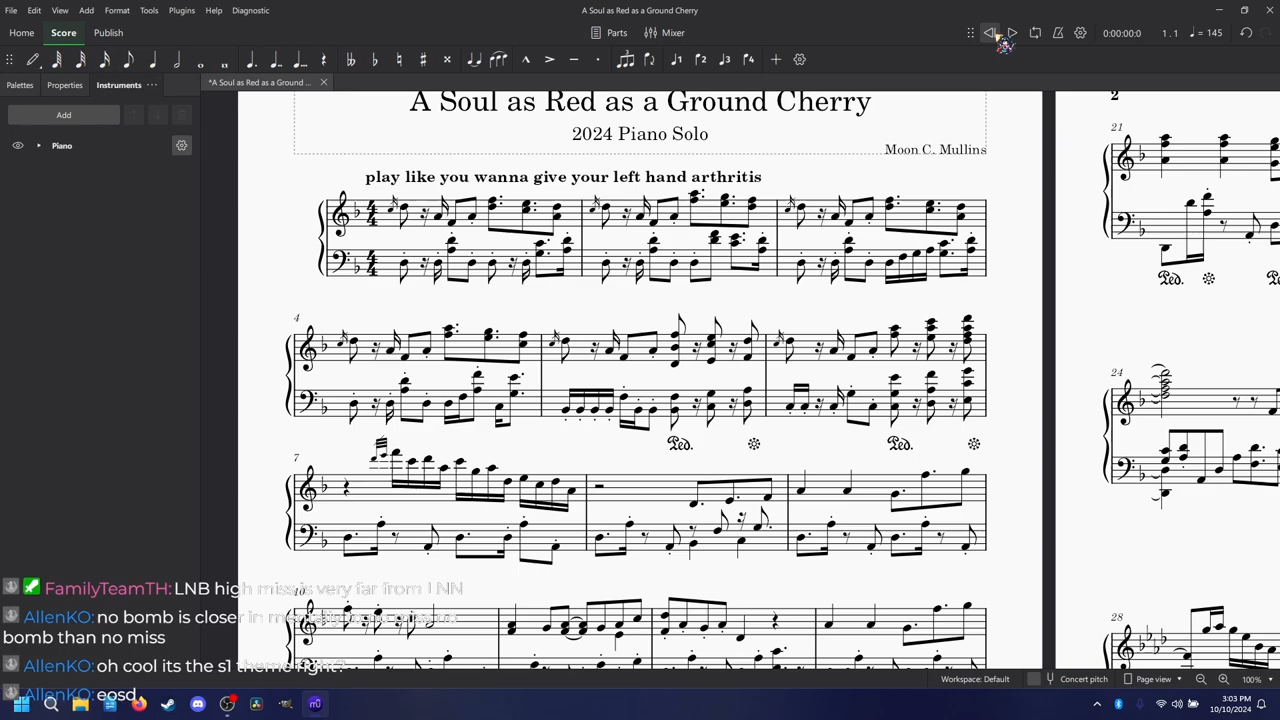 File Edit View Add Format Tools Plugins Help Diagnostic
A Soul as Red as a Ground Cherry
Home Score Publish
Parts Mixer
0:00:00:0 1 . 1 = 145
Palettes Properties Instruments
*A Soul as Red as a Ground ...
Add
Piano
A Soul as Red as a Ground Cherry
2024 Piano Solo
Moon C. Mullins
play like you wanna give your left hand arthritis
2
21
4
24
7
10
28
FamilyTeamTH: LNB high miss is very far from LNN
AllenKO: no bomb is closer in
bomb than no miss
AllenKO: oh cool its the s1 theme right?
AllenKO: eosd
Workspace: Default Concert pitch Page view 100%
3:03 PM
10/10/2024